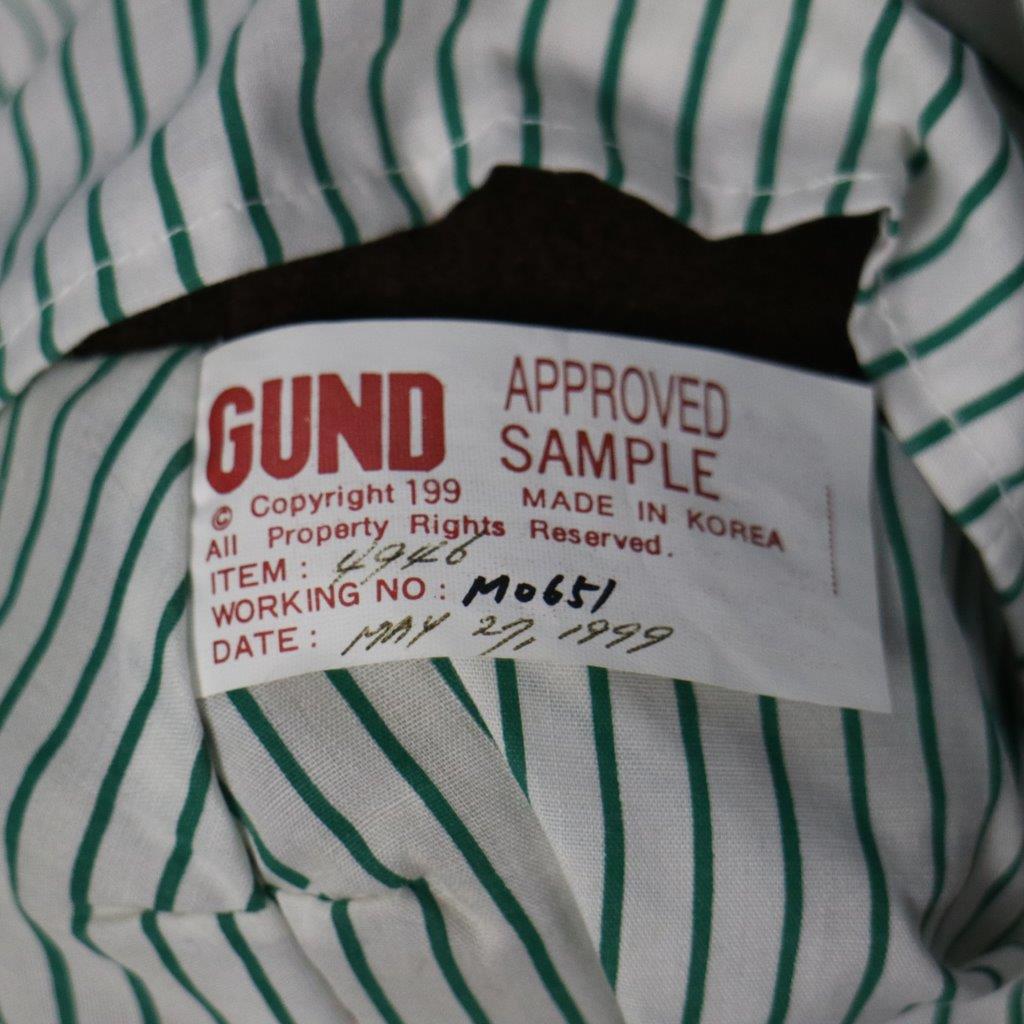 GUND
APPROVED
SAMPLE
© Copyright 199
MADE IN KOREA
All Property Rights Reserved.
ITEM : 4946
WORKING NO : M0651
DATE : MAY 27, 1999